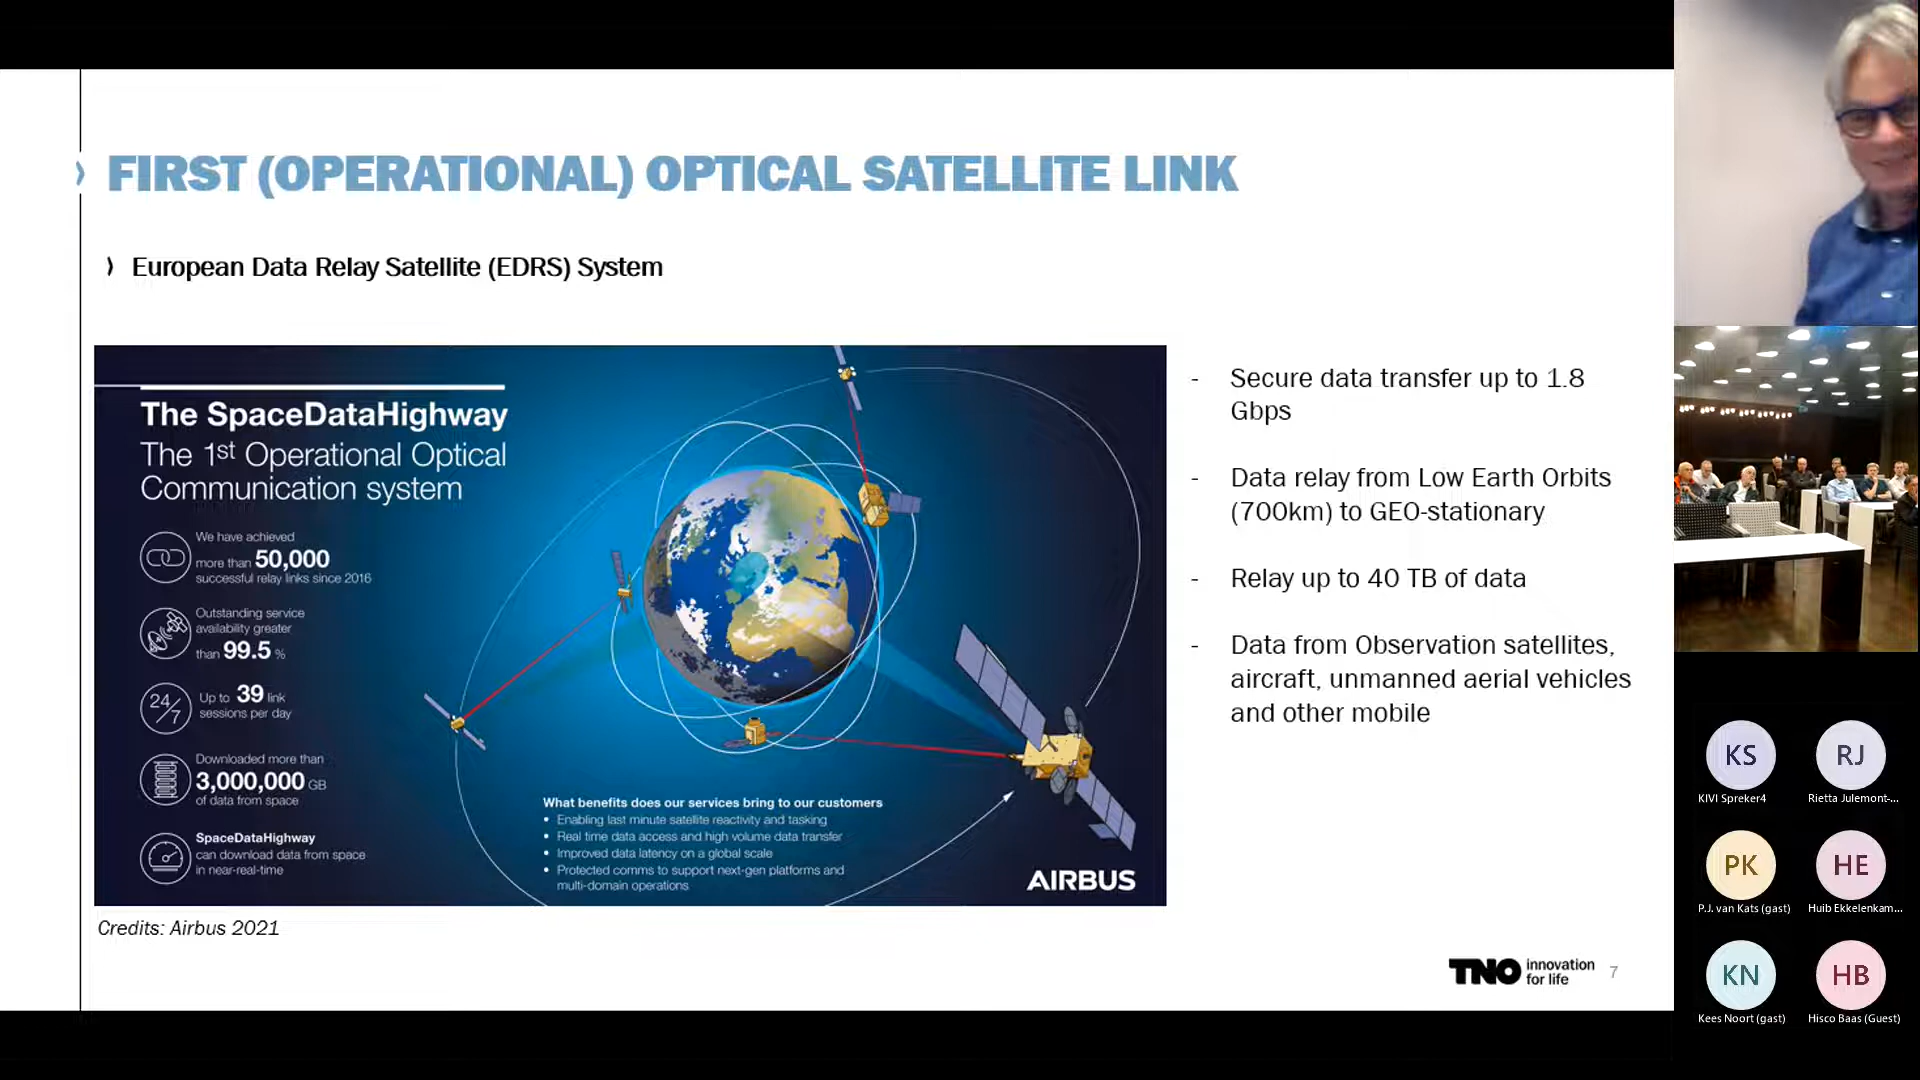 FIRST (OPERATIONAL) OPTICAL SATELLITE LINK
European Data Relay Satellite (EDRS) System
The SpaceDataHighway
The 1st Operational Optical
Communication system
We have achieved
more than 50,000
successful relay links since 2016
Outstanding service
availability greater
than 99.5 %
24/7
Up to 39 link
sessions per day
Downloaded more than
3,000,000 GB
of data from space
SpaceDataHighway
can download data from space
in near-real-time
What benefits does our services bring to our customers
• Enabling last minute satellite reactivity and tasking
• Real time data access and high volume data transfer
• Improved data latency on a global scale
• Protected comms to support next-gen platforms and
multi-domain operations
AIRBUS
Credits: Airbus 2021
- Secure data transfer up to 1.8
Gbps
- Data relay from Low Earth Orbits
(700km) to GEO-stationary
- Relay up to 40 TB of data
- Data from Observation satellites,
aircraft, unmanned aerial vehicles
and other mobile
TNO innovation
for life
7
KS
KIVI Spreker4
RJ
Rietta Julemont-...
PK
P.J. van Kats (gast)
HE
Huib Ekkelenkam...
KN
Kees Noort (gast)
HB
Hisco Baas (Guest)